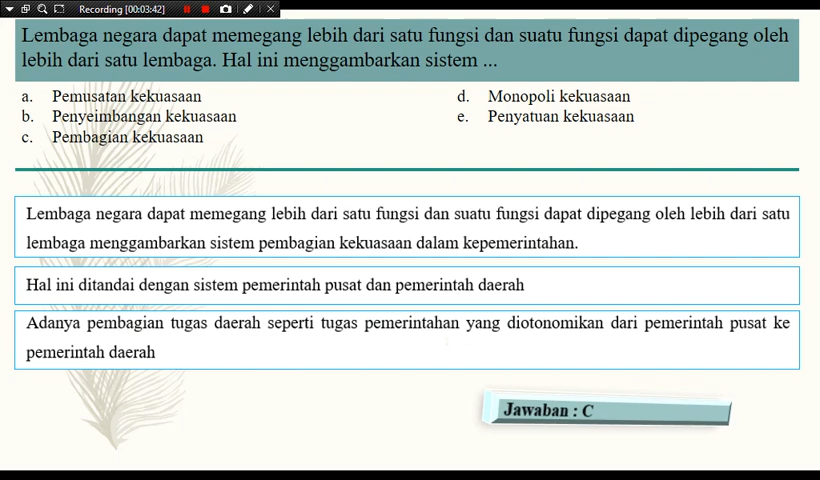 Recording [00:03:42]
Lembaga negara dapat memegang lebih dari satu fungsi dan suatu fungsi dapat dipegang oleh
lebih dari satu lembaga. Hal ini menggambarkan sistem ...
a. Pemusatan kekuasaan
b. Penyeimbangan kekuasaan
c. Pembagian kekuasaan
d. Monopoli kekuasaan
e. Penyatuan kekuasaan
Lembaga negara dapat memegang lebih dari satu fungsi dan suatu fungsi dapat dipegang oleh lebih dari satu
lembaga menggambarkan sistem pembagian kekuasaan dalam kepemerintahan.
Hal ini ditandai dengan sistem pemerintah pusat dan pemerintah daerah
Adanya pembagian tugas daerah seperti tugas pemerintahan yang diotonomikan dari pemerintah pusat ke
pemerintah daerah
Jawaban : C